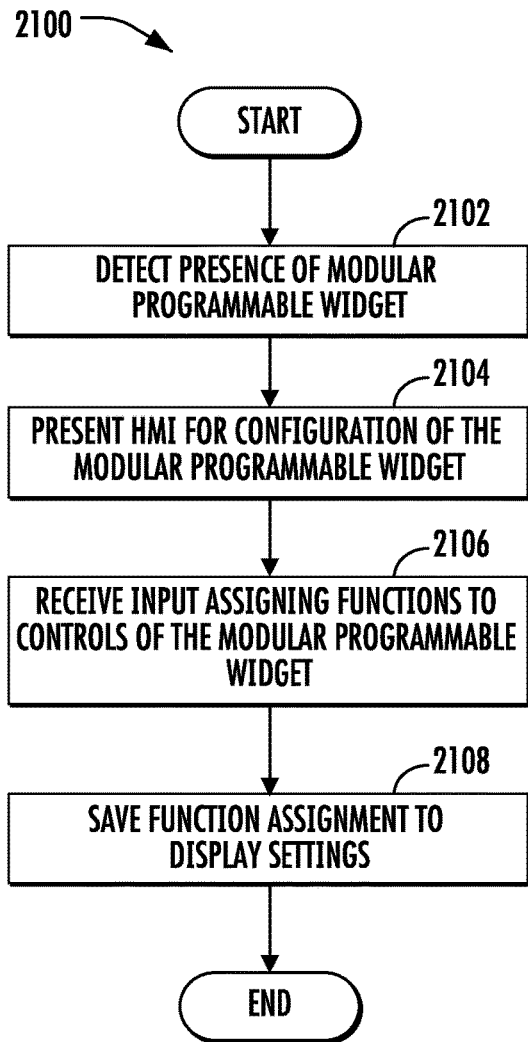 2100
START
2102
DETECT PRESENCE OF MODULAR
PROGRAMMABLE WIDGET
2104
PRESENT HMI FOR CONFIGURATION OF THE
MODULAR PROGRAMMABLE WIDGET
2106
RECEIVE INPUT ASSIGNING FUNCTIONS TO
CONTROLS OF THE MODULAR PROGRAMMABLE
WIDGET
2108
SAVE FUNCTION ASSIGNMENT TO
DISPLAY SETTINGS
END